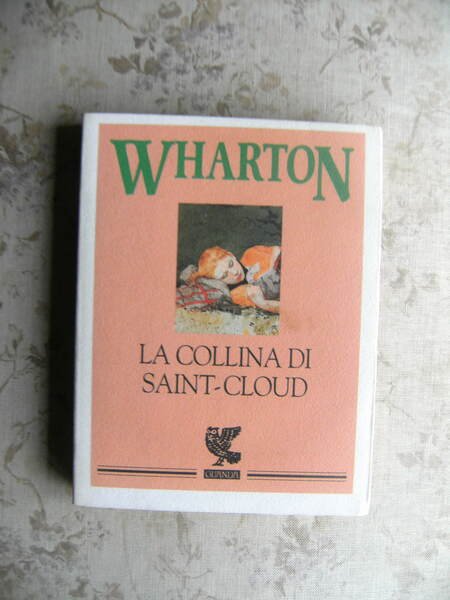 WHARTON
LA COLLINA DI
SAINT-CLOUD
GUANDA